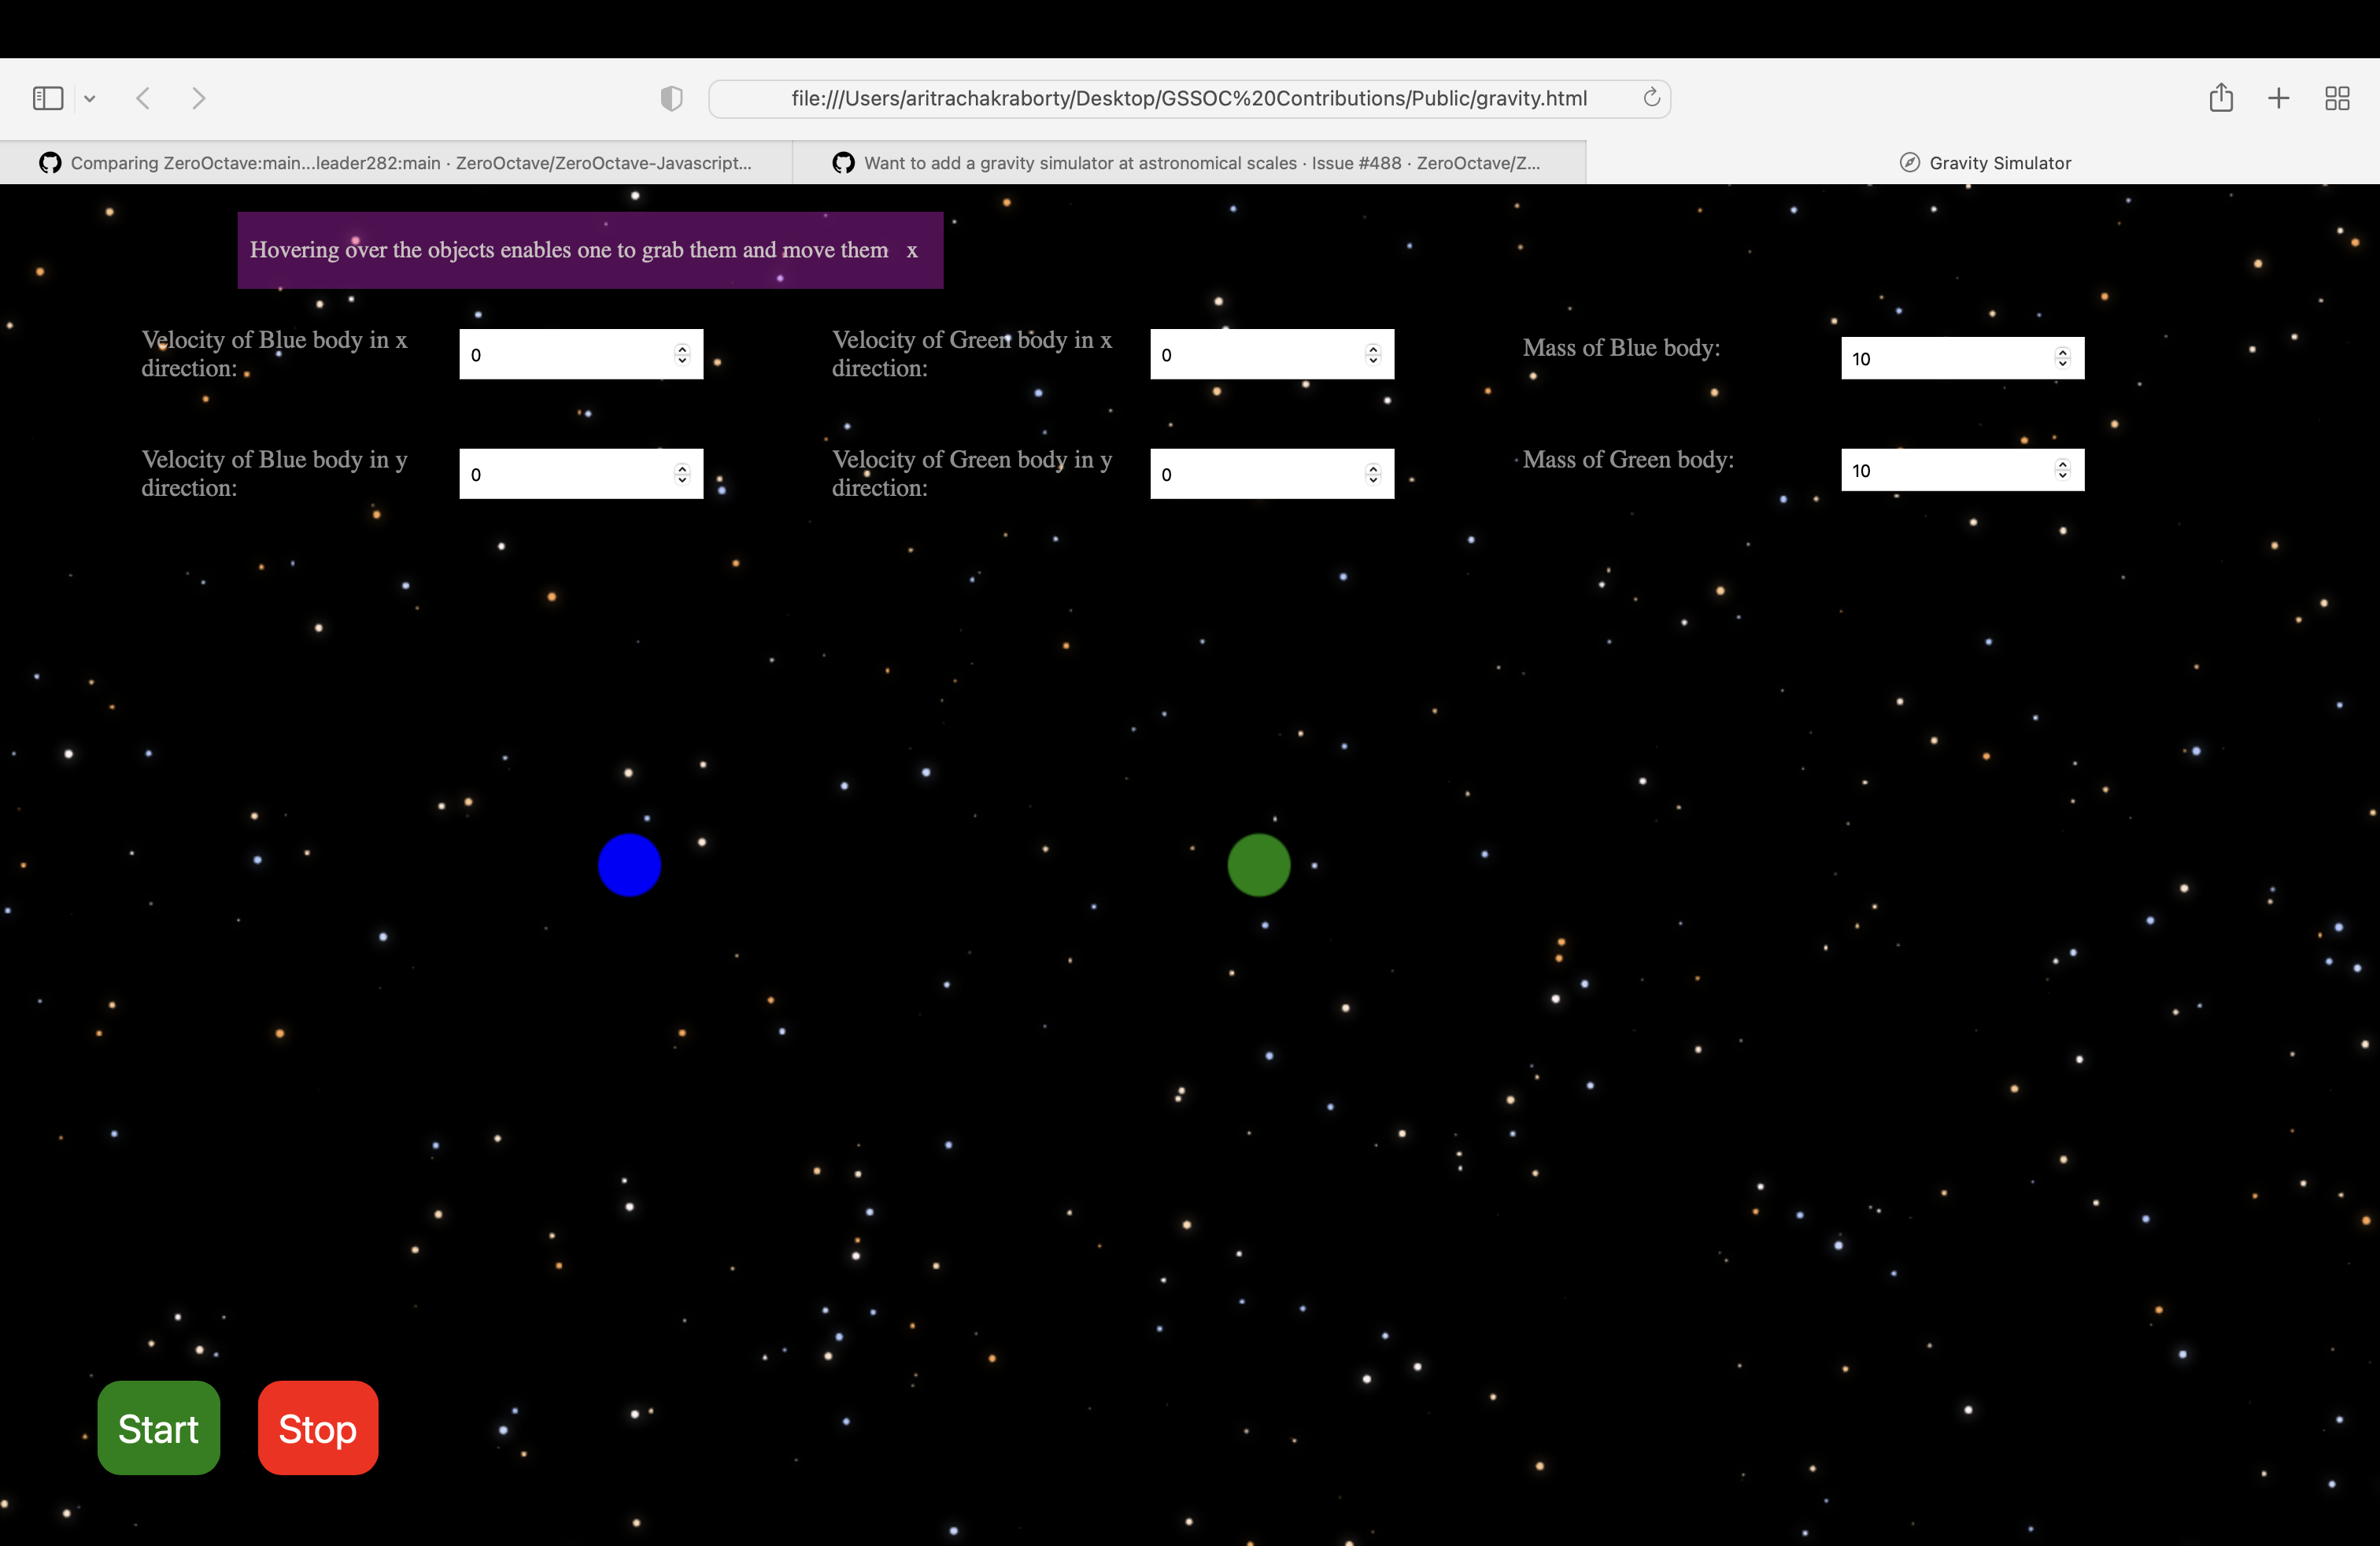 file:///Users/aritrachakraborty/Desktop/GSSOC%20Contributions/Public/gravity.html
Comparing ZeroOctave:main...leader282:main · ZeroOctave/ZeroOctave-Javascript...
Want to add a gravity simulator at astronomical scales · Issue #488 · ZeroOctave/Z...
Gravity Simulator
Hovering over the objects enables one to grab them and move them x
Velocity of Blue body in x
direction:
0
Velocity of Green body in x
direction:
0
Mass of Blue body:
10
Velocity of Blue body in y
direction:
0
Velocity of Green body in y
direction:
0
Mass of Green body:
10
Start
Stop